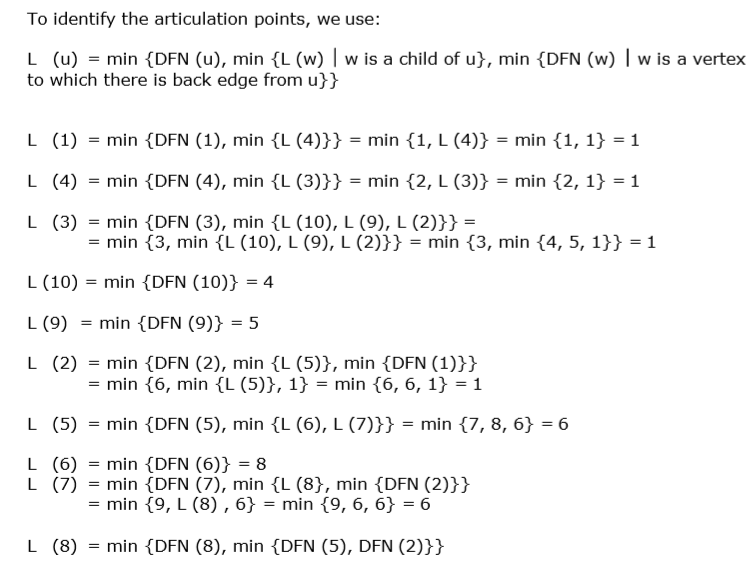 To identify the articulation points, we use:
L (u) = min {DFN (u), min {L (w) | w is a child of u}, min {DFN (w) | w is a vertex
to which there is back edge from u}}
L (1) = min {DFN (1), min {L (4)}} = min {1, L (4)} = min {1, 1} = 1
L (4) = min {DFN (4), min {L (3)}} = min {2, L (3)} = min {2, 1} = 1
L (3) = min {DFN (3), min {L (10), L (9), L (2)}} =
= min {3, min {L (10), L (9), L (2)}} = min {3, min {4, 5, 1}} = 1
L (10) = min {DFN (10)} = 4
L (9) = min {DFN (9)} = 5
L (2) = min {DFN (2), min {L (5)}, min {DFN (1)}}
= min {6, min {L (5)}, 1} = min {6, 6, 1} = 1
L (5) = min {DFN (5), min {L (6), L (7)}} = min {7, 8, 6} = 6
L (6) = min {DFN (6)} = 8
L (7) = min {DFN (7), min {L (8}, min {DFN (2)}}
= min {9, L (8) , 6} = min {9, 6, 6} = 6
L (8) = min {DFN (8), min {DFN (5), DFN (2)}}